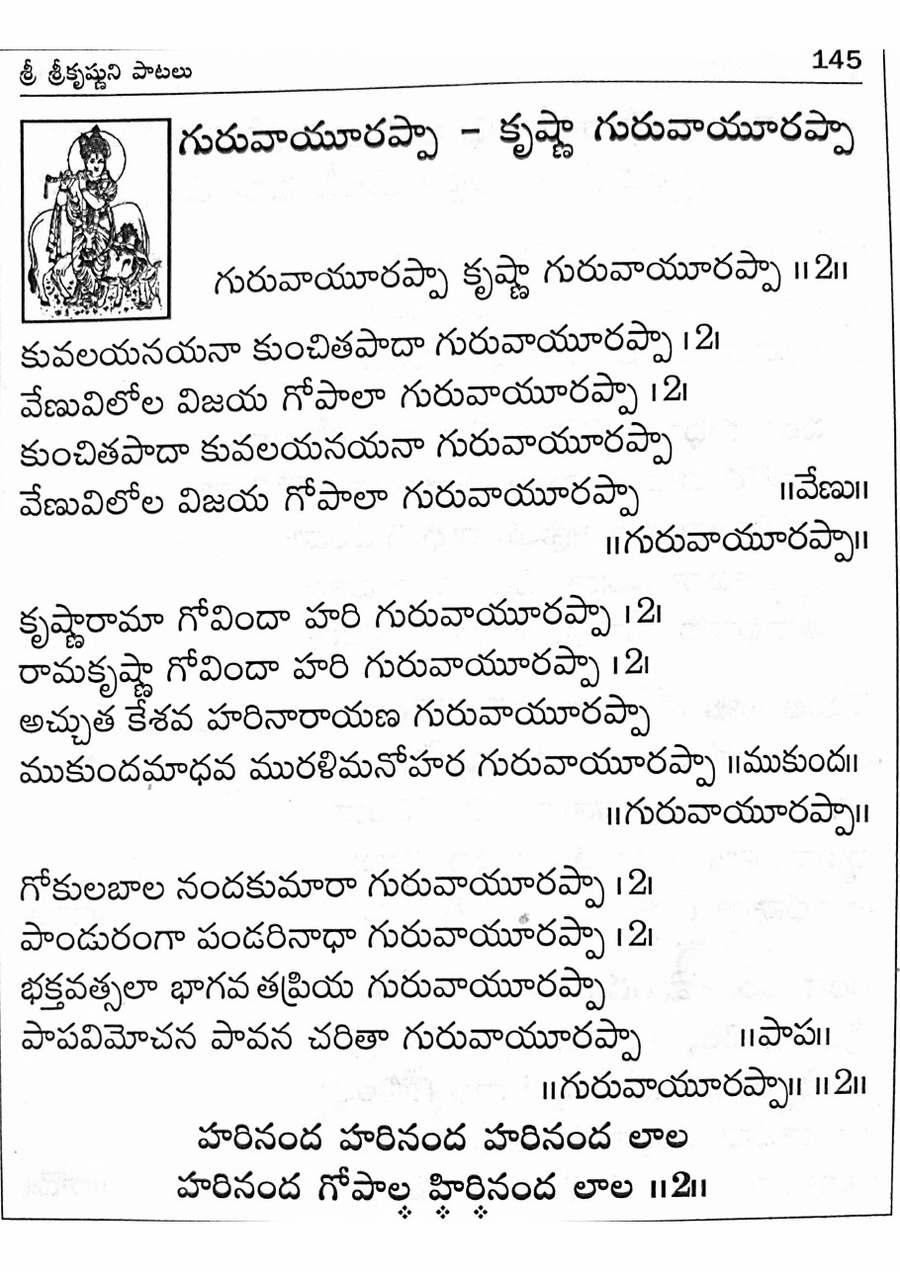 శ్రీ శ్రీకృష్ణుని పాటలు 145
గురువాయూరప్పా - కృష్ణా గురువాయూరప్పా
గురువాయూరప్పా కృష్ణా గురువాయూరప్పా ॥2॥
కువలయనయనా కుంచితపాదా గురువాయూరప్పా ।2।
వేణువిలోల విజయ గోపాలా గురువాయూరప్పా ।2।
కుంచితపాదా కువలయనయనా గురువాయూరప్పా
వేణువిలోల విజయ గోపాలా గురువాయూరప్పా ॥వేణు॥
॥గురువాయూరప్పా॥
కృష్ణారామా గోవిందా హరి గురువాయూరప్పా ।2।
రామకృష్ణా గోవిందా హరి గురువాయూరప్పా ।2।
అచ్చుత కేశవ హరినారాయణ గురువాయూరప్పా
ముకుందమాధవ మురళిమనోహర గురువాయూరప్పా ॥ముకుంద॥
॥గురువాయూరప్పా॥
గోకులబాల నందకుమారా గురువాయూరప్పా ।2।
పాండురంగా పండరినాధా గురువాయూరప్పా ।2।
భక్తవత్సలా భాగవతప్రియ గురువాయూరప్పా
పాపవిమోచన పావన చరితా గురువాయూరప్పా ॥పాప॥
॥గురువాయూరప్పా॥ ॥2॥
హరినంద హరినంద హరినంద లాల
హరినంద గోపాల హరినంద లాల ॥2॥